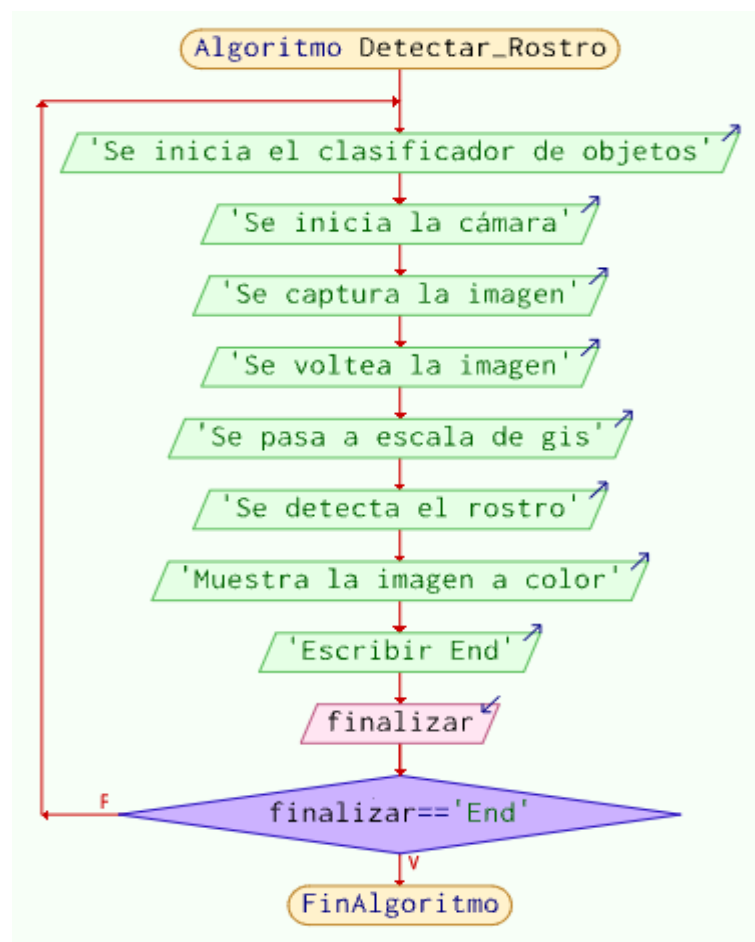 Algoritmo Detectar_Rostro
'Se inicia el clasificador de objetos'
'Se inicia la cámara'
'Se captura la imagen'
'Se voltea la imagen'
'Se pasa a escala de gis'
'Se detecta el rostro'
'Muestra la imagen a color'
'Escribir End'
finalizar
F
finalizar=='End'
V
FinAlgoritmo